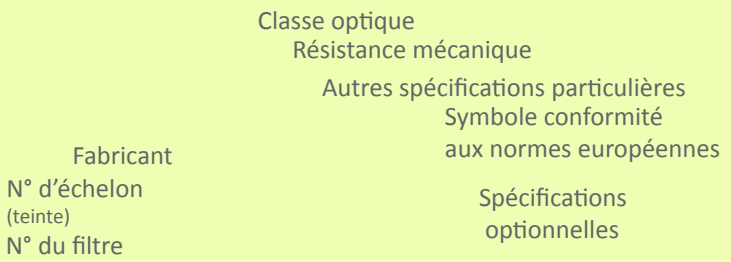 Classe optique
Résistance mécanique
Autres spécifications particulières
Symbole conformité
aux normes européennes
Fabricant
N° d’échelon
(teinte)
N° du filtre
Spécifications
optionnelles